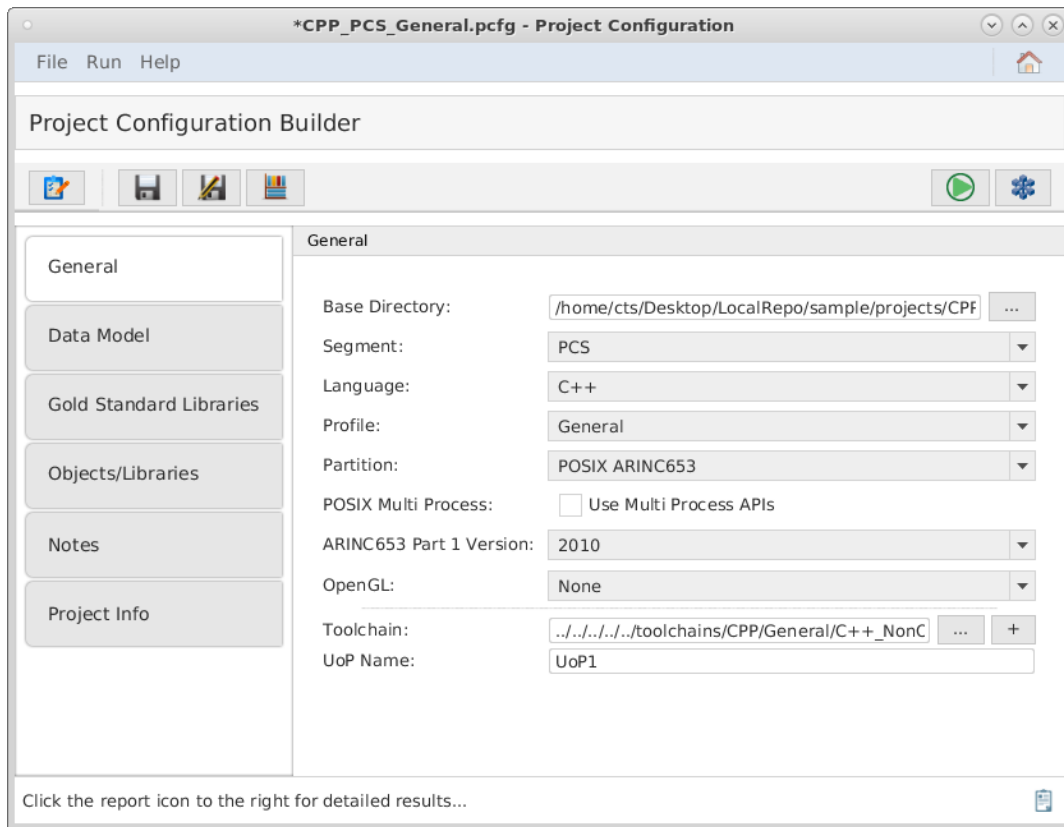 *CPP_PCS_General.pcfg - Project Configuration
File Run Help
Project Configuration Builder
General
Data Model
Gold Standard Libraries
Objects/Libraries
Notes
Project Info
General
Base Directory: /home/cts/Desktop/LocalRepo/sample/projects/CPP ...
Segment: PCS
Language: C++
Profile: General
Partition: POSIX ARINC653
POSIX Multi Process: Use Multi Process APIs
ARINC653 Part 1 Version: 2010
OpenGL: None
Toolchain: ../../../../../toolchains/CPP/General/C++_NonC ... +
UoP Name: UoP1
Click the report icon to the right for detailed results...